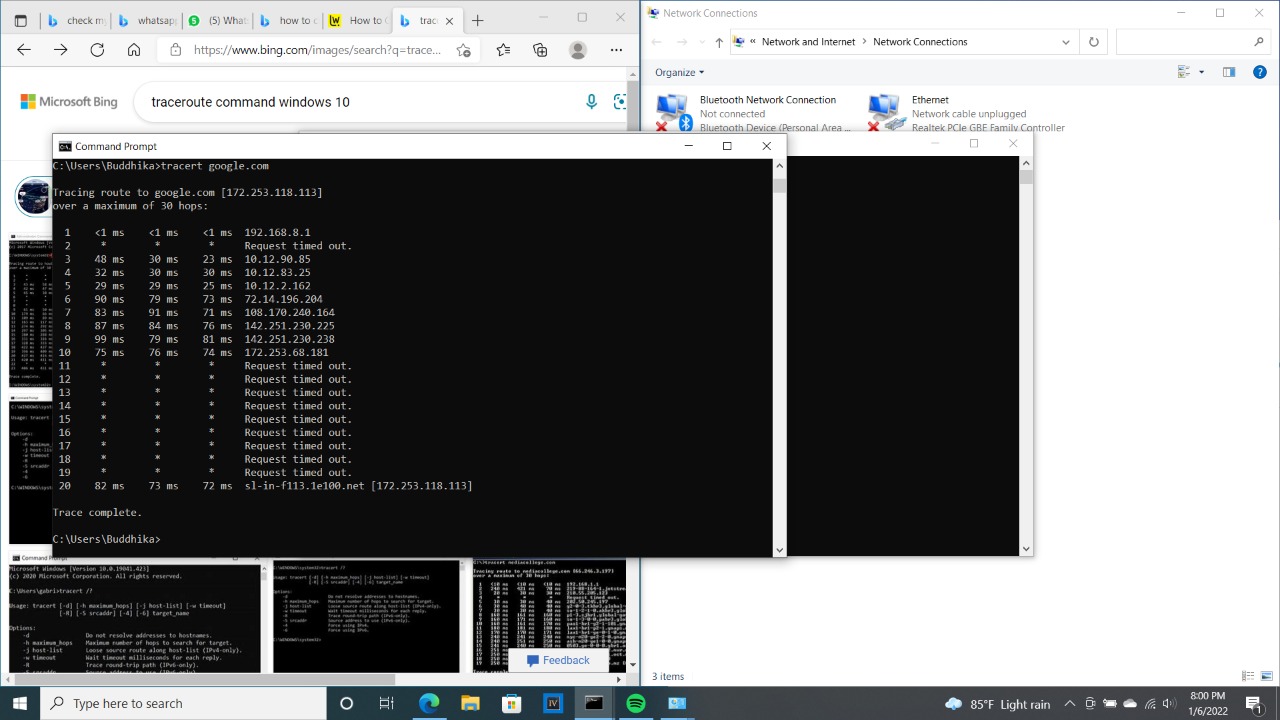 check m
whatsap
(5) What
how to c
How
trac
http://www.bing.com/images/search?q=trace...
Microsoft Bing
traceroute command windows 10
Network Connections
Network and Internet > Network Connections
Organize
Bluetooth Network Connection
Not connected
Bluetooth Device (Personal Area ...
Ethernet
Network cable unplugged
Realtek PCIe GBE Family Controller
Command Prompt
C:\Users\Buddhika>tracert google.com
Tracing route to google.com [172.253.118.113]
over a maximum of 30 hops:
1 <1 ms <1 ms <1 ms 192.168.8.1
2 * * * Request timed out.
3 48 ms 30 ms 23 ms 10.12.90.85
4 32 ms 30 ms 30 ms 10.12.83.25
5 29 ms 29 ms 25 ms 10.12.2.162
6 90 ms 79 ms 73 ms 72.14.196.204
7 83 ms 91 ms 71 ms 108.170.240.164
8 87 ms 84 ms 70 ms 142.251.230.225
9 99 ms 79 ms 81 ms 142.251.230.238
10 75 ms 76 ms 74 ms 172.253.68.181
11 * * * Request timed out.
12 * * * Request timed out.
13 * * * Request timed out.
14 * * * Request timed out.
15 * * * Request timed out.
16 * * * Request timed out.
17 * * * Request timed out.
18 * * * Request timed out.
19 * * * Request timed out.
20 82 ms 73 ms 72 ms sl-in-f113.1e100.net [172.253.118.113]
Trace complete.
C:\Users\Buddhika>
Command Prompt
Microsoft Windows [Version 10.0.19041.423]
(c) 2020 Microsoft Corporation. All rights reserved.
C:\Users\gabri>tracert /?
Usage: tracert [-d] [-h maximum_hops] [-j host-list] [-w timeout]
[-R] [-S srcaddr] [-4] [-6] target_name
Options:
-d Do not resolve addresses to hostnames.
-h maximum_hops Maximum number of hops to search for target.
-j host-list Loose source route along host-list (IPv4-only).
-w timeout Wait timeout milliseconds for each reply.
-R Trace round-trip path (IPv6-only).
-S srcaddr Source address to use (IPv6-only).
Feedback
3 items
Type here to search
85°F Light rain
8:00 PM
1/6/2022